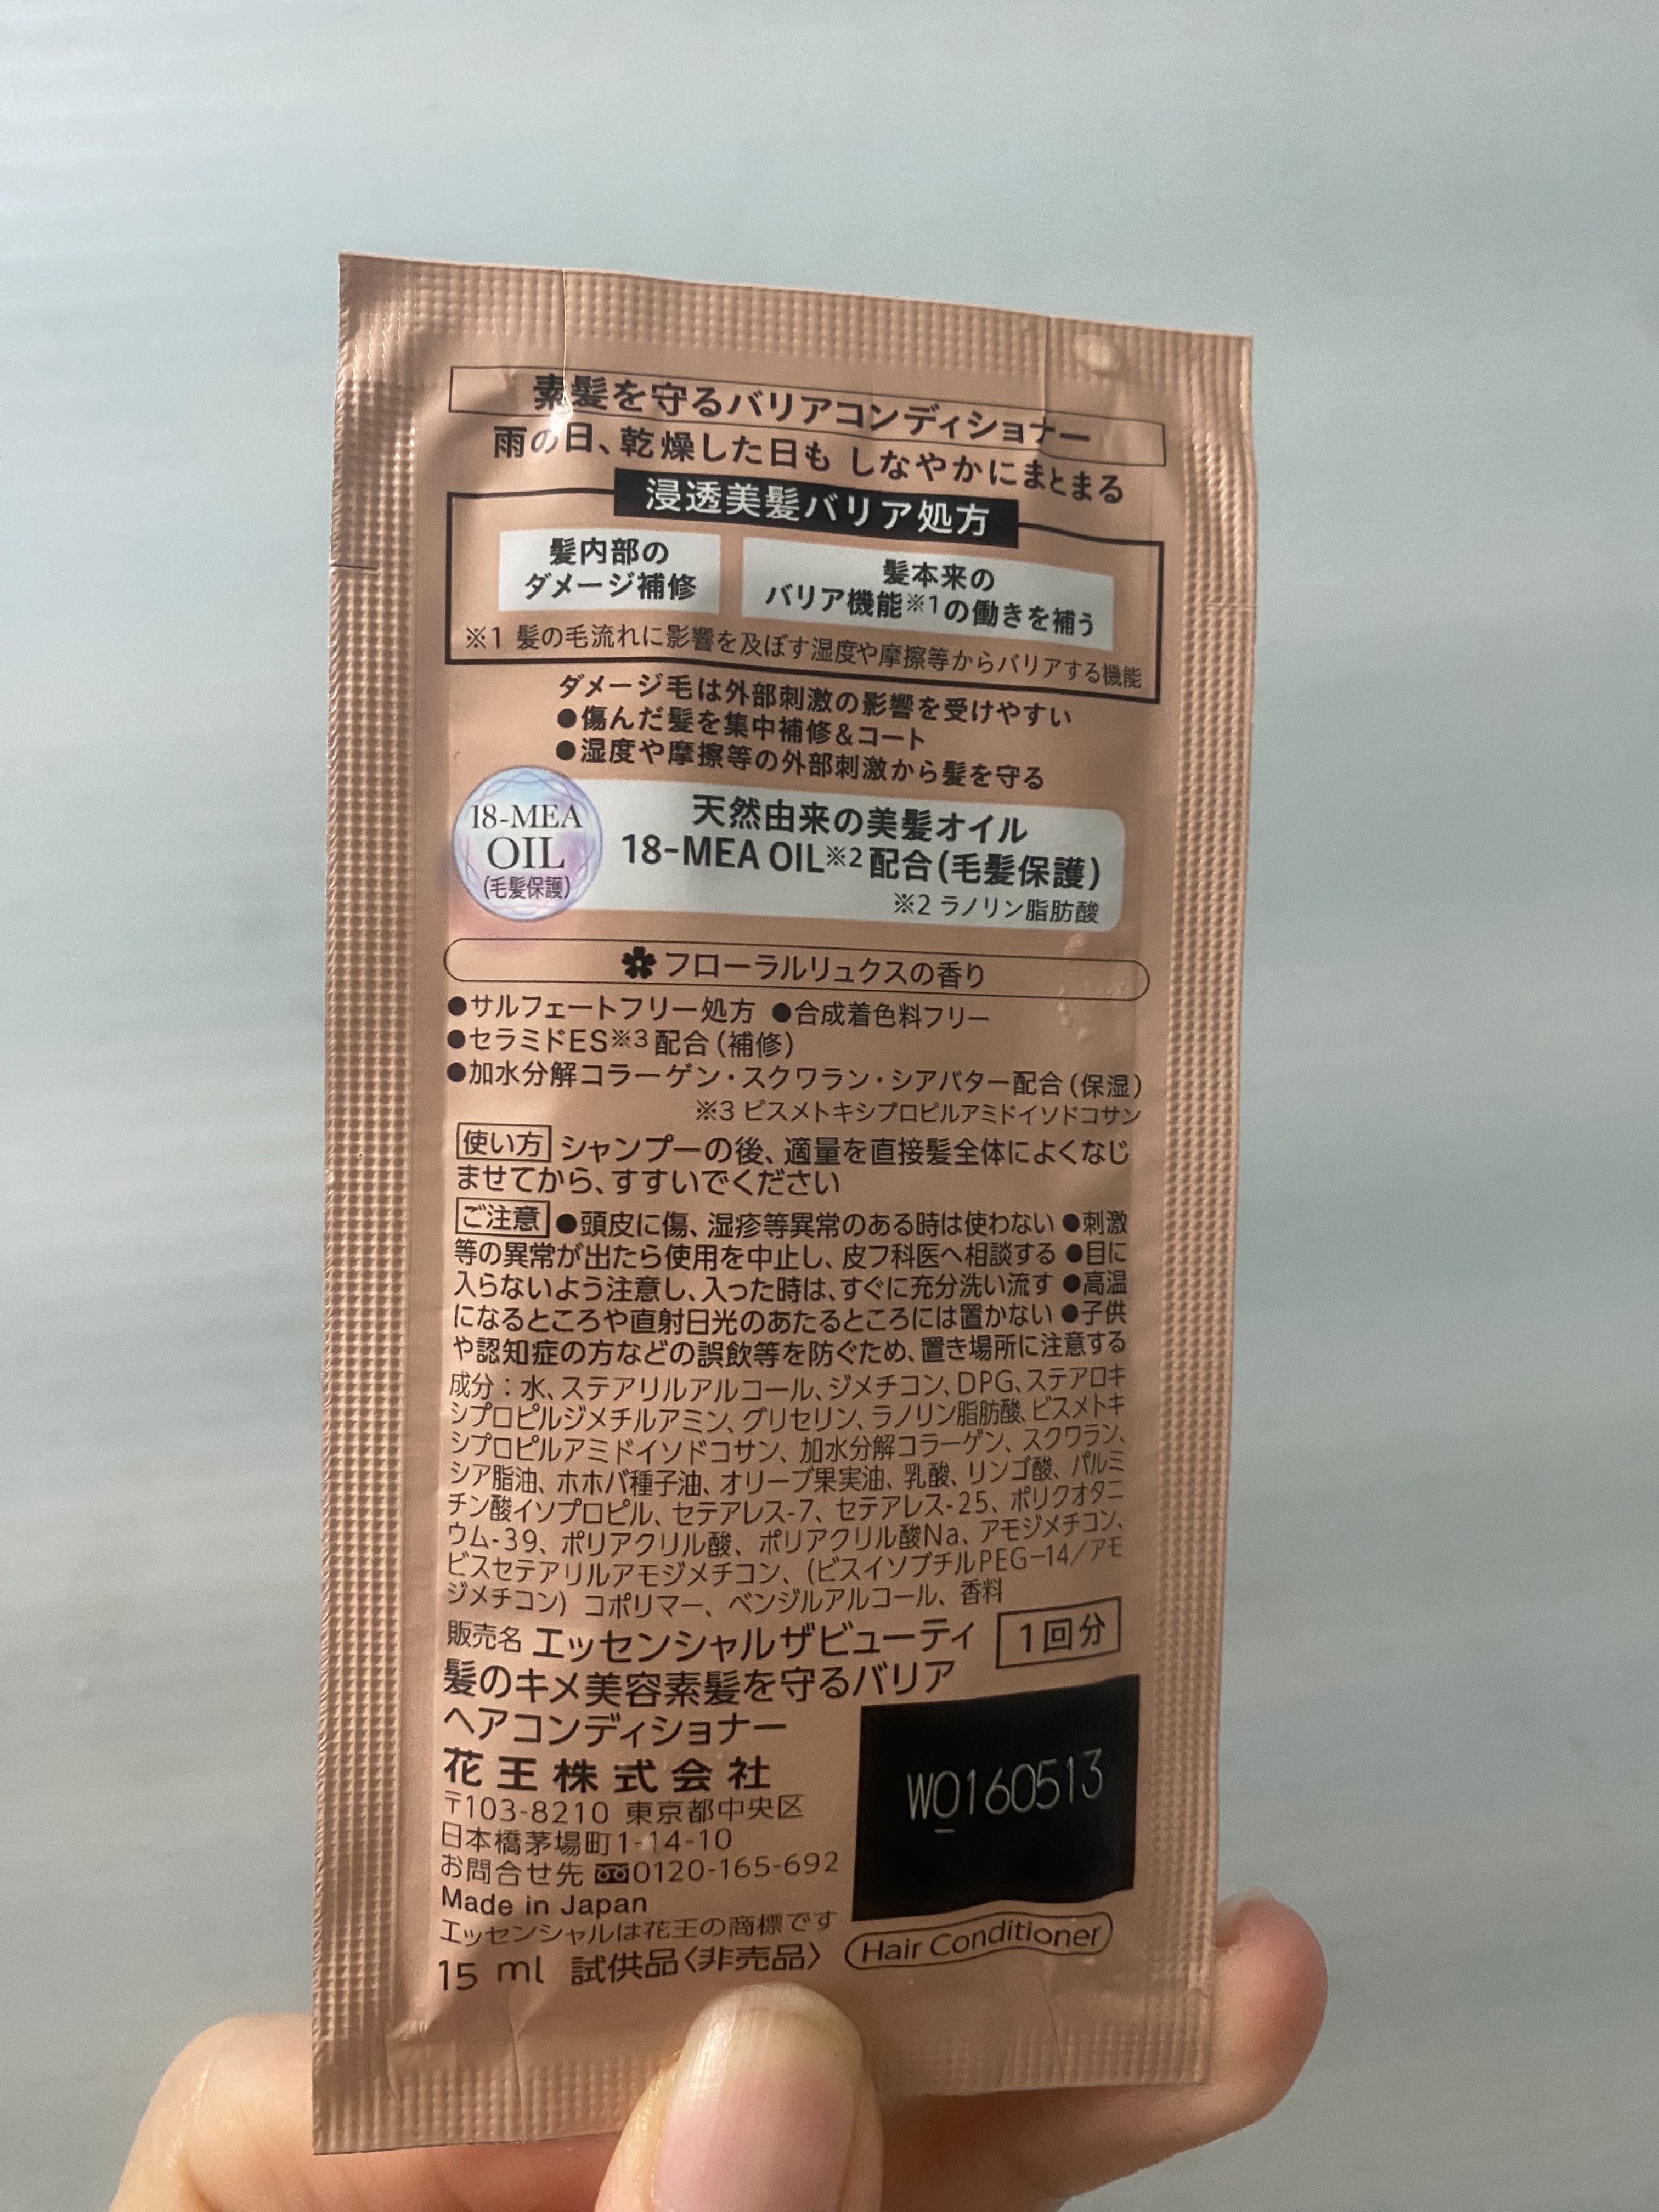 素髪を守るバリアコンディショナー
雨の日、乾燥した日も しなやかにまとまる
浸透美髪バリア処方
髪内部の
ダメージ補修
髪本来の
バリア機能※1の働きを補う
※1 髪の毛流れに影響を及ぼす湿度や摩擦等からバリアする機能
ダメージ毛は外部刺激の影響を受けやすい
●傷んだ髪を集中補修&コート
●湿度や摩擦等の外部刺激から髪を守る
18-MEA
OIL
(毛髪保護)
天然由来の美髪オイル
18-MEA OIL※2配合(毛髪保護)
※2 ラノリン脂肪酸
フローラルリュクスの香り
●サルフェートフリー処方 ●合成着色料フリー
●セラミドES※3配合(補修)
●加水分解コラーゲン・スクワラン・シアバター配合(保湿)
※3 ビスメトキシプロピルアミドイソドコサン
使い方 シャンプーの後、適量を直接髪全体によくなじ
ませてから、すすいでください
ご注意 ●頭皮に傷、湿疹等異常のある時は使わない ●刺激
等の異常が出たら使用を中止し、皮フ科医へ相談する ●目に
入らないよう注意し、入った時は、すぐに充分洗い流す ●高温
になるところや直射日光のあたるところには置かない ●子供
や認知症の方などの誤飲等を防ぐため、置き場所に注意する
成分：水、ステアリルアルコール、ジメチコン、DPG、ステアロキ
シプロピルジメチルアミン、グリセリン、ラノリン脂肪酸、ビスメトキ
シプロピルアミドイソドコサン、加水分解コラーゲン、スクワラン、
シア脂油、ホホバ種子油、オリーブ果実油、乳酸、リンゴ酸、パルミ
チン酸イソプロピル、セテアレス-7、セテアレス-25、ポリクオタニ
ウム-39、ポリアクリル酸、ポリアクリル酸Na、アモジメチコン、
ビスセテアリルアモジメチコン、(ビスイソブチルPEG-14/アモ
ジメチコン) コポリマー、ベンジルアルコール、香料
販売名 エッセンシャルザビューティ
髪のキメ美容素髪を守るバリア
ヘアコンディショナー
1回分
花王株式会社
〒103-8210 東京都中央区
日本橋茅場町1-14-10
お問合せ先 0120-165-692
Made in Japan
エッセンシャルは花王の商標です
15 ml 試供品〈非売品〉
W0160513
Hair Conditioner